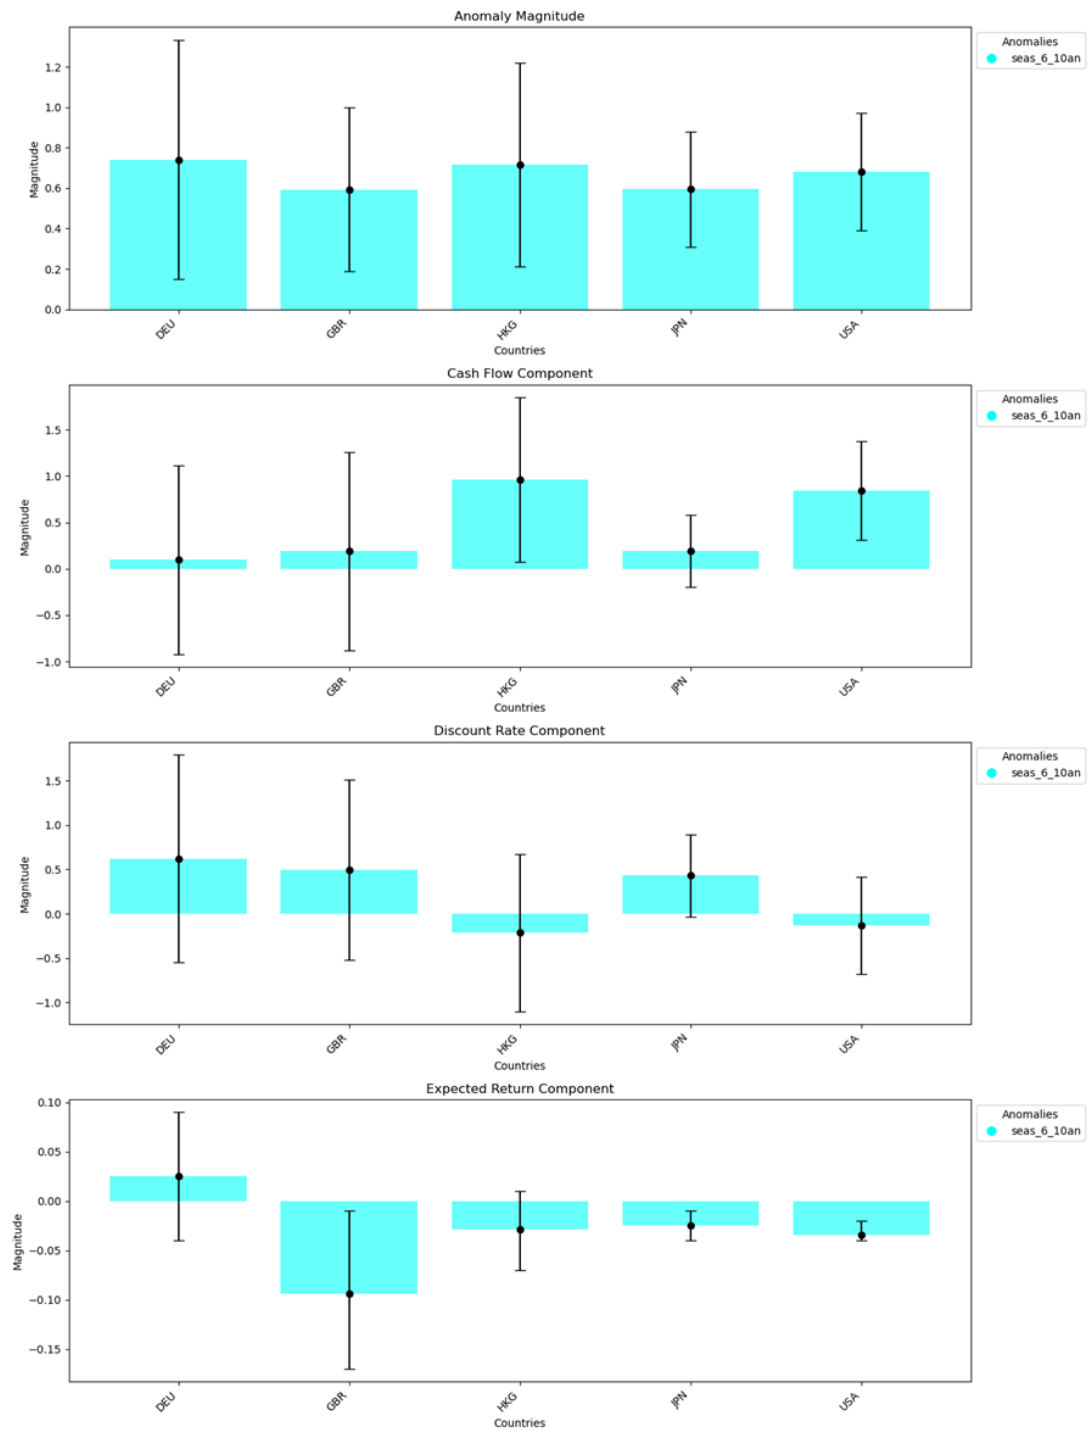 Anomaly Magnitude
Anomalies
seas_6_10an
1.2
1.0
0.8
0.6
0.4
0.2
0.0
Magnitude
DEU GBR HKG JPN USA
Countries
Cash Flow Component
Anomalies
seas_6_10an
1.5
1.0
0.5
0.0
−0.5
−1.0
Magnitude
DEU GBR HKG JPN USA
Countries
Discount Rate Component
Anomalies
seas_6_10an
1.5
1.0
0.5
0.0
−0.5
−1.0
Magnitude
DEU GBR HKG JPN USA
Countries
Expected Return Component
Anomalies
seas_6_10an
0.10
0.05
0.00
−0.05
−0.10
−0.15
Magnitude
DEU GBR HKG JPN USA
Countries